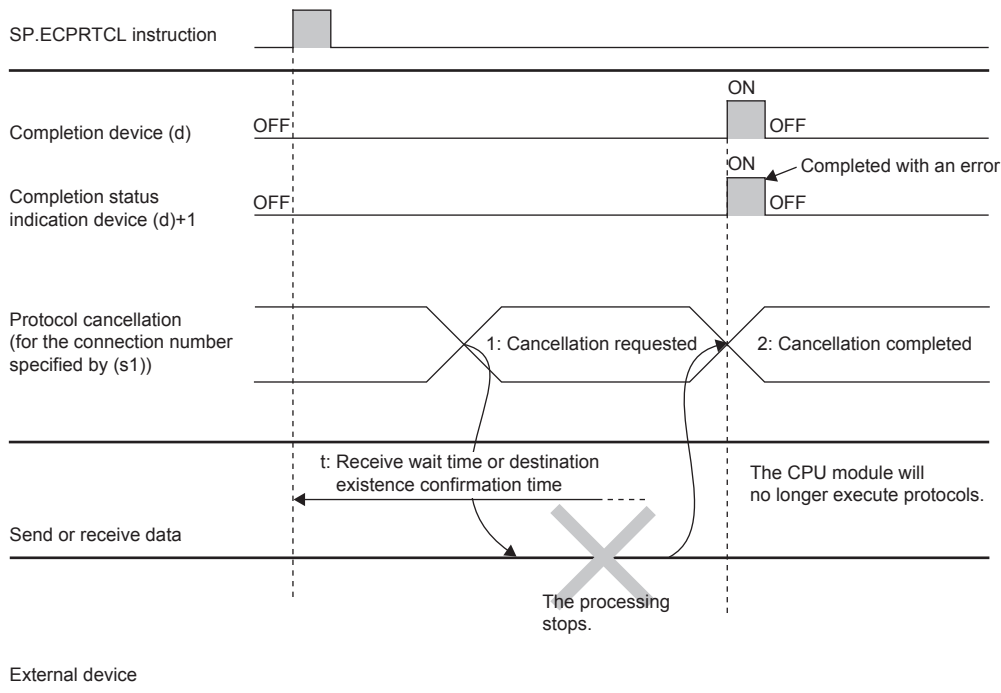 SP.ECPRTCL instruction
ON
Completion device (d)
OFF
OFF
ON
Completed with an error
Completion status
indication device (d)+1
OFF
OFF
Protocol cancellation
(for the connection number
specified by (s1))
1: Cancellation requested
2: Cancellation completed
t: Receive wait time or destination
existence confirmation time
The CPU module will
no longer execute protocols.
Send or receive data
The processing
stops.
External device